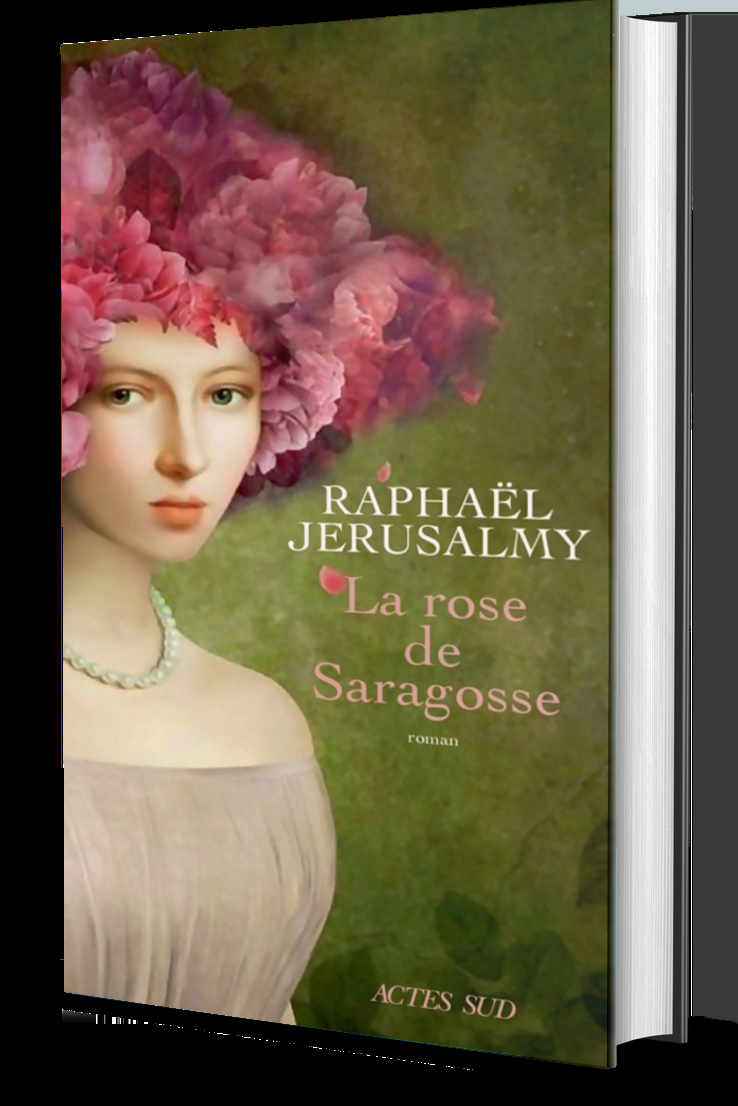 RAPHAËL
JERUSALMY
La rose
de
Saragosse
roman
ACTES SUD